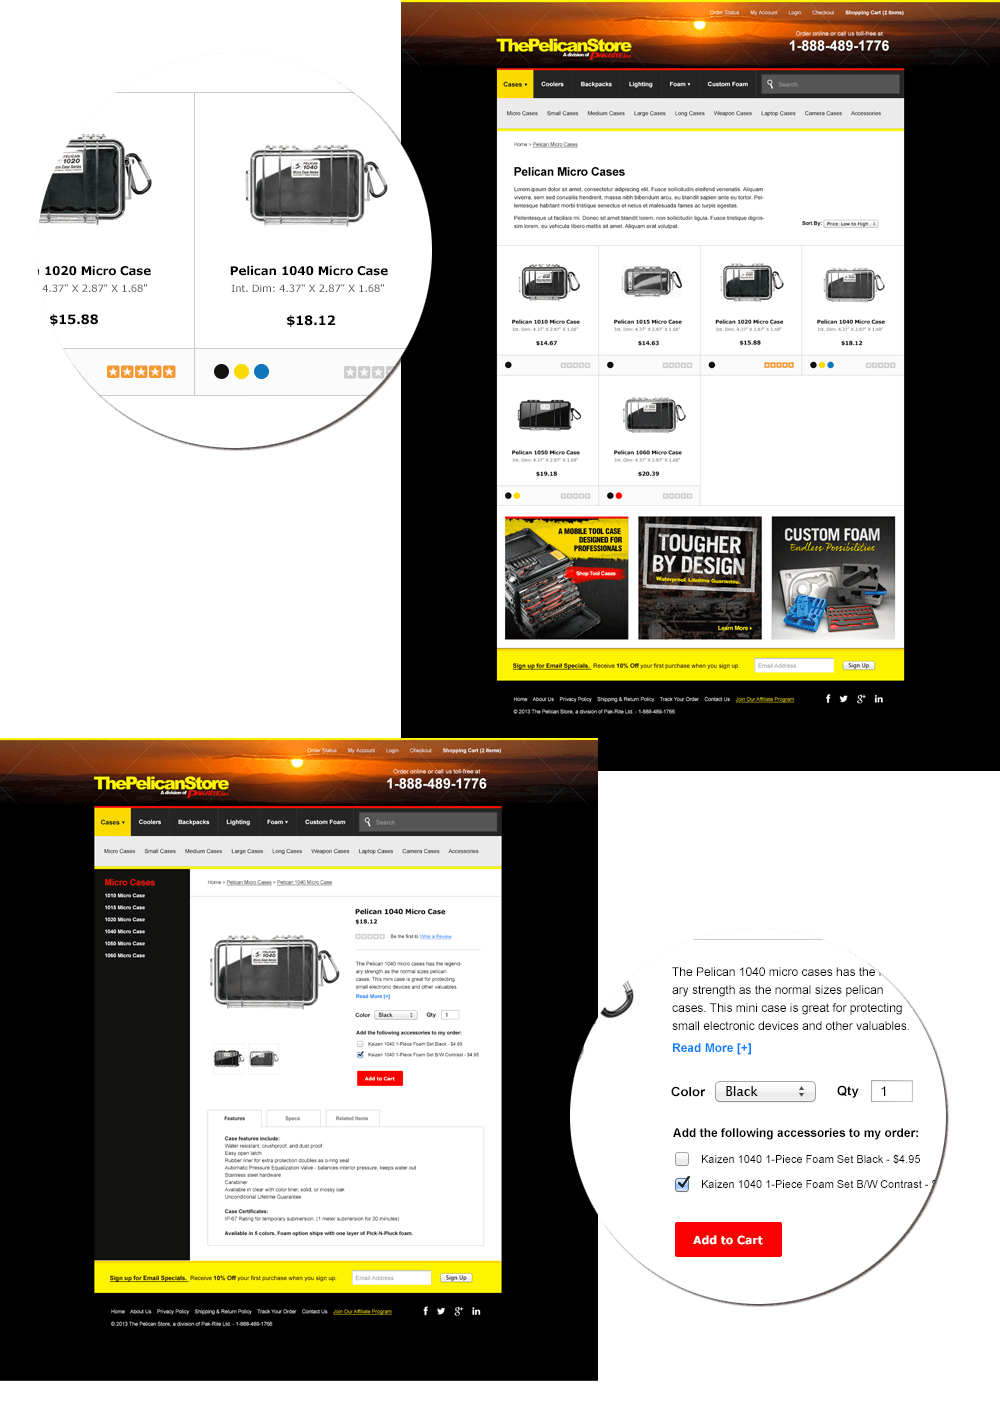 Order Status My Account Login Checkout Shopping Cart (2 Items)
Order online or call us toll-free at
1-888-489-1776
ThePelicanStore
A division of PAK-RITE, Ltd.
Cases Coolers Backpacks Lighting Foam Custom Foam Search
Micro Cases Small Cases Medium Cases Large Cases Long Cases Weapon Cases Laptop Cases Camera Cases Accessories
Home > Pelican Micro Cases
Pelican Micro Cases
Lorem ipsum dolor sit amet, consectetur adipiscing elit. Fusce sollicitudin eleifend venenatis. Aliquam
viverra, sem sed convallis hendrerit, massa nibh bibendum arcu, eu blandit sapien ante eu tortor. Pel-
lentesque habitant morbi tristique senectus et netus et malesuada fames ac turpis egestas.
Pellentesque ut facilisis mi. Donec sit amet blandit lorem, non sollicitudin ligula. Fusce tristique dignis-
sim lorem, eu vehicula libero mattis sit amet. Aliquam erat volutpat.
Sort By: Price: Low to High
Pelican 1010 Micro Case
Int. Dim: 4.37" X 2.87" X 1.68"
$14.67
Pelican 1015 Micro Case
Int. Dim: 4.37" X 2.87" X 1.68"
$14.63
Pelican 1020 Micro Case
Int. Dim: 4.37" X 2.87" X 1.68"
$15.88
Pelican 1040 Micro Case
Int. Dim: 4.37" X 2.87" X 1.68"
$18.12
Pelican 1050 Micro Case
Int. Dim: 4.37" X 2.87" X 1.68"
$19.18
Pelican 1060 Micro Case
Int. Dim: 4.37" X 2.87" X 1.68"
$20.39
A MOBILE TOOL CASE
DESIGNED FOR
PROFESSIONALS
Shop Tool Cases
TOUGHER
BY DESIGN
Waterproof. Lifetime Guarantee.
Learn More
CUSTOM FOAM
Endless Possibilities
Sign up for Email Specials. Receive 10% Off your first purchase when you sign up. Email Address Sign Up
Home About Us Privacy Policy Shipping & Return Policy Track Your Order Contact Us Join Our Affiliate Program
© 2013 The Pelican Store, a division of Pak-Rite Ltd. - 1-888-489-1766
PELICAN
1020
Micro Case Series
PELICAN
1040
Micro Case Series
1020 Micro Case
4.37" X 2.87" X 1.68"
$15.88
Pelican 1040 Micro Case
Int. Dim: 4.37" X 2.87" X 1.68"
$18.12
Order Status My Account Login Checkout Shopping Cart (2 Items)
Order online or call us toll-free at
1-888-489-1776
ThePelicanStore
A division of PAK-RITE, Ltd.
Cases Coolers Backpacks Lighting Foam Custom Foam Search
Micro Cases Small Cases Medium Cases Large Cases Long Cases Weapon Cases Laptop Cases Camera Cases Accessories
Micro Cases
1010 Micro Case
1015 Micro Case
1020 Micro Case
1040 Micro Case
1050 Micro Case
1060 Micro Case
Home > Pelican Micro Cases > Pelican 1040 Micro Case
PELICAN
1040
Micro Case Series
Pelican 1040 Micro Case
$18.12
Be the first to Write a Review
The Pelican 1040 micro cases has the legend-
ary strength as the normal sizes pelican
cases. This mini case is great for protecting
small electronic devices and other valuables.
Read More [+]
Color Black Qty 1
Add the following accessories to my order:
Kaizen 1040 1-Piece Foam Set Black - $4.95
Kaizen 1040 1-Piece Foam Set B/W Contrast - $4.95
Add to Cart
Features Specs Related Items
Case features include:
Water resistant, crushproof, and dust proof
Easy open latch
Rubber liner for extra protection doubles as o-ring seal
Automatic Pressure Equalization Valve - balances interior pressure, keeps water out
Stainless steel hardware
Carabiner
Available in clear with color liner, solid, or mossy oak
Unconditional Lifetime Guarantee
Case Certificates:
IP-67 Rating for temporary submersion. (1 meter submersion for 30 minutes)
Available in 5 colors. Foam option ships with one layer of Pick-N-Pluck foam.
Sign up for Email Specials. Receive 10% Off your first purchase when you sign up. Email Address Sign Up
Home About Us Privacy Policy Shipping & Return Policy Track Your Order Contact Us Join Our Affiliate Program
© 2013 The Pelican Store, a division of Pak-Rite Ltd. - 1-888-489-1766
The Pelican 1040 micro cases has the
ary strength as the normal sizes pelican
cases. This mini case is great for protecting
small electronic devices and other valuables.
Read More [+]
Color Black Qty 1
Add the following accessories to my order:
Kaizen 1040 1-Piece Foam Set Black - $4.95
Kaizen 1040 1-Piece Foam Set B/W Contrast -
Add to Cart